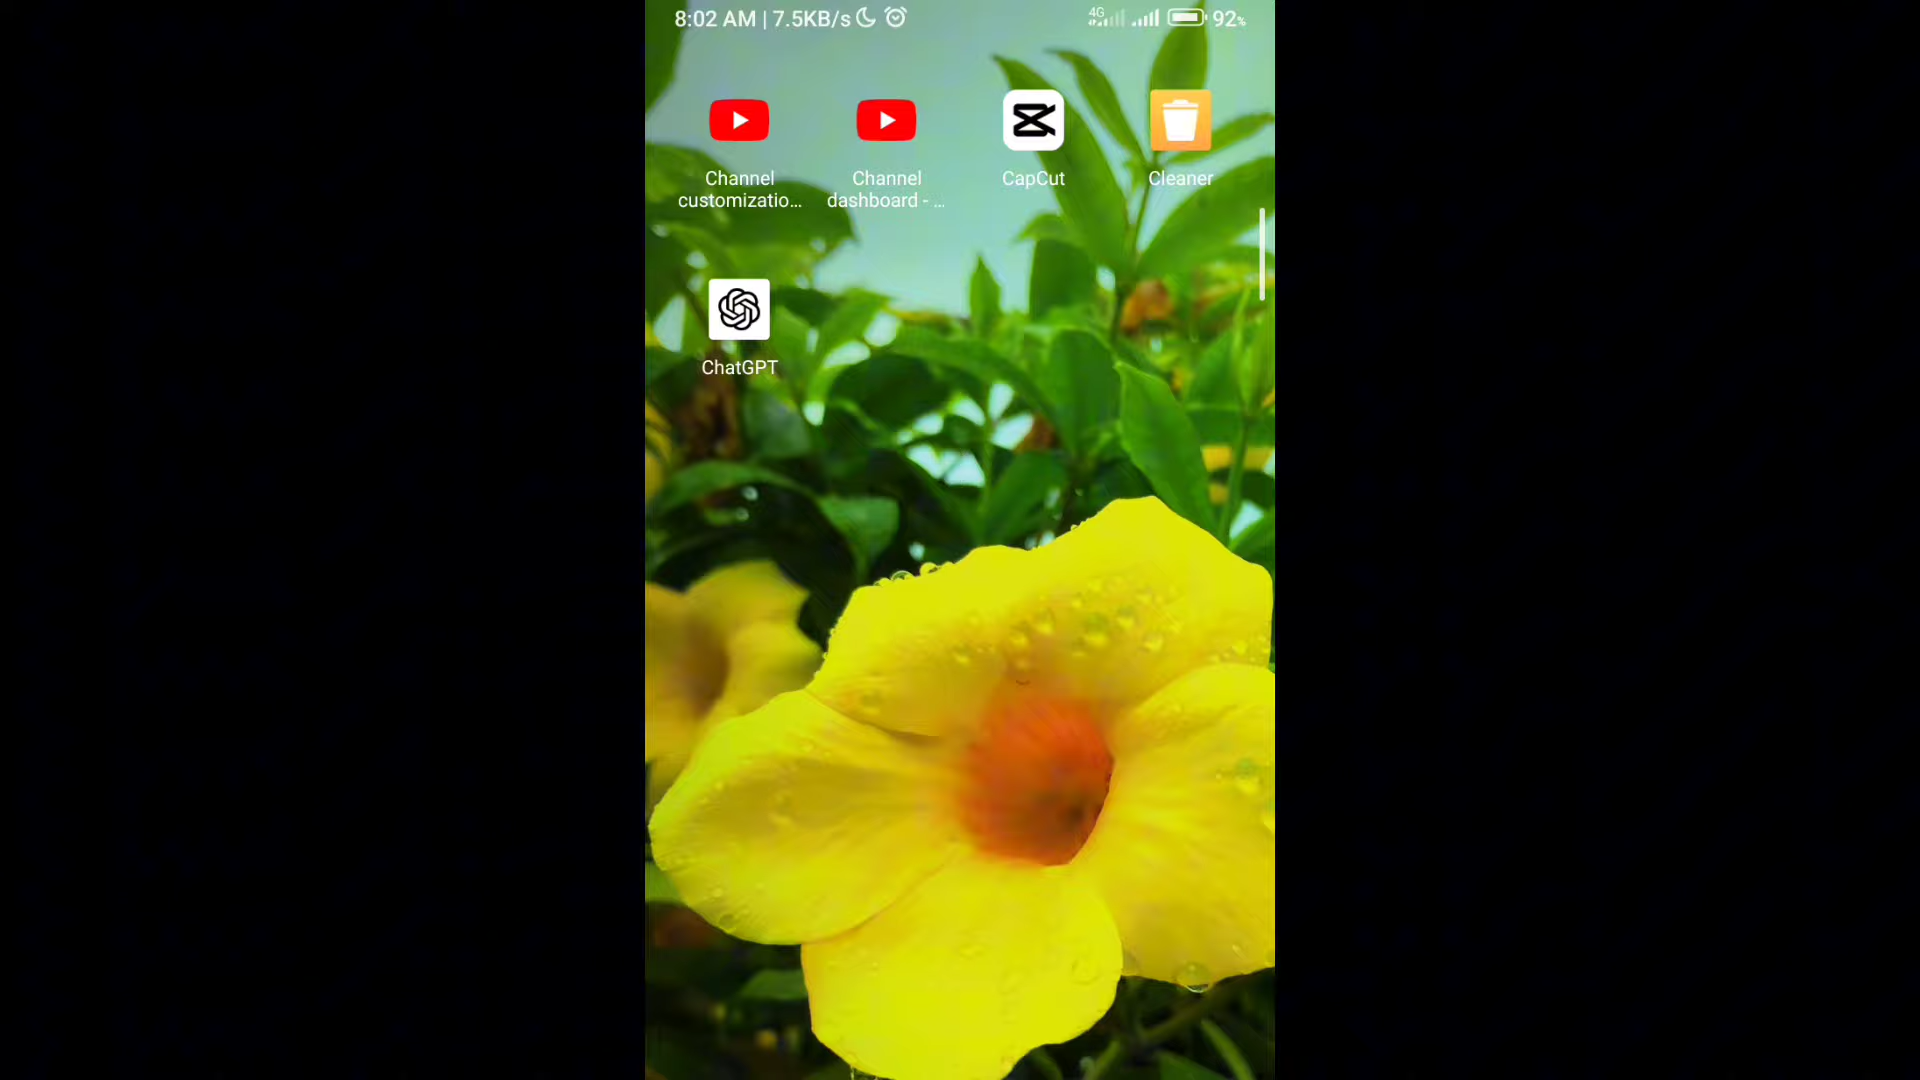 8:02 AM | 7.5KB/s 4G 92%
Channel customizatio...
Channel dashboard - ...
CapCut
Cleaner
ChatGPT